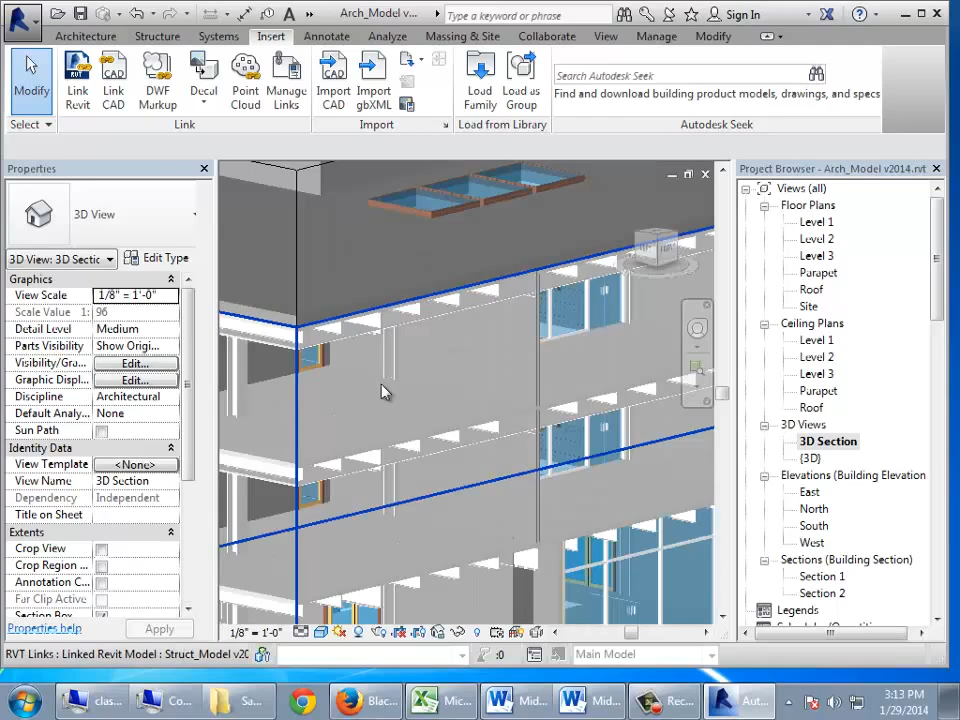 Arch_Model v...
Type a keyword or phrase
Sign In
Architecture Structure Systems Insert Annotate Analyze Massing & Site Collaborate View Manage Modify
Modify
Link Revit
Link CAD
DWF Markup
Decal
Point Cloud
Manage Links
Import CAD
Import gbXML
Load Family
Load as Group
Search Autodesk Seek
Find and download building product models, drawings, and specs
Select
Link
Import
Load from Library
Autodesk Seek
Properties
3D View
3D View: 3D Sectic
Edit Type
Graphics
View Scale 1/8" = 1'-0"
Scale Value 1: 96
Detail Level Medium
Parts Visibility Show Origi...
Visibility/Gra... Edit...
Graphic Displ... Edit...
Discipline Architectural
Default Analy... None
Sun Path
Identity Data
View Template <None>
View Name 3D Section
Dependency Independent
Title on Sheet
Extents
Crop View
Crop Region ...
Annotation C...
Far Clip Active
Section Box
Properties help
Apply
Project Browser - Arch_Model v2014.rvt
Views (all)
Floor Plans
Level 1
Level 2
Level 3
Parapet
Roof
Site
Ceiling Plans
Level 1
Level 2
Level 3
Parapet
Roof
3D Views
3D Section
{3D}
Elevations (Building Elevation
East
North
South
West
Sections (Building Section)
Section 1
Section 2
Legends
1/8" = 1'-0"
RVT Links : Linked Revit Model : Struct_Model v20
:0
Main Model
clas...
Co...
Sa...
Blac...
Mic...
Mid...
Mid...
Rec...
Aut...
3:13 PM
1/29/2014